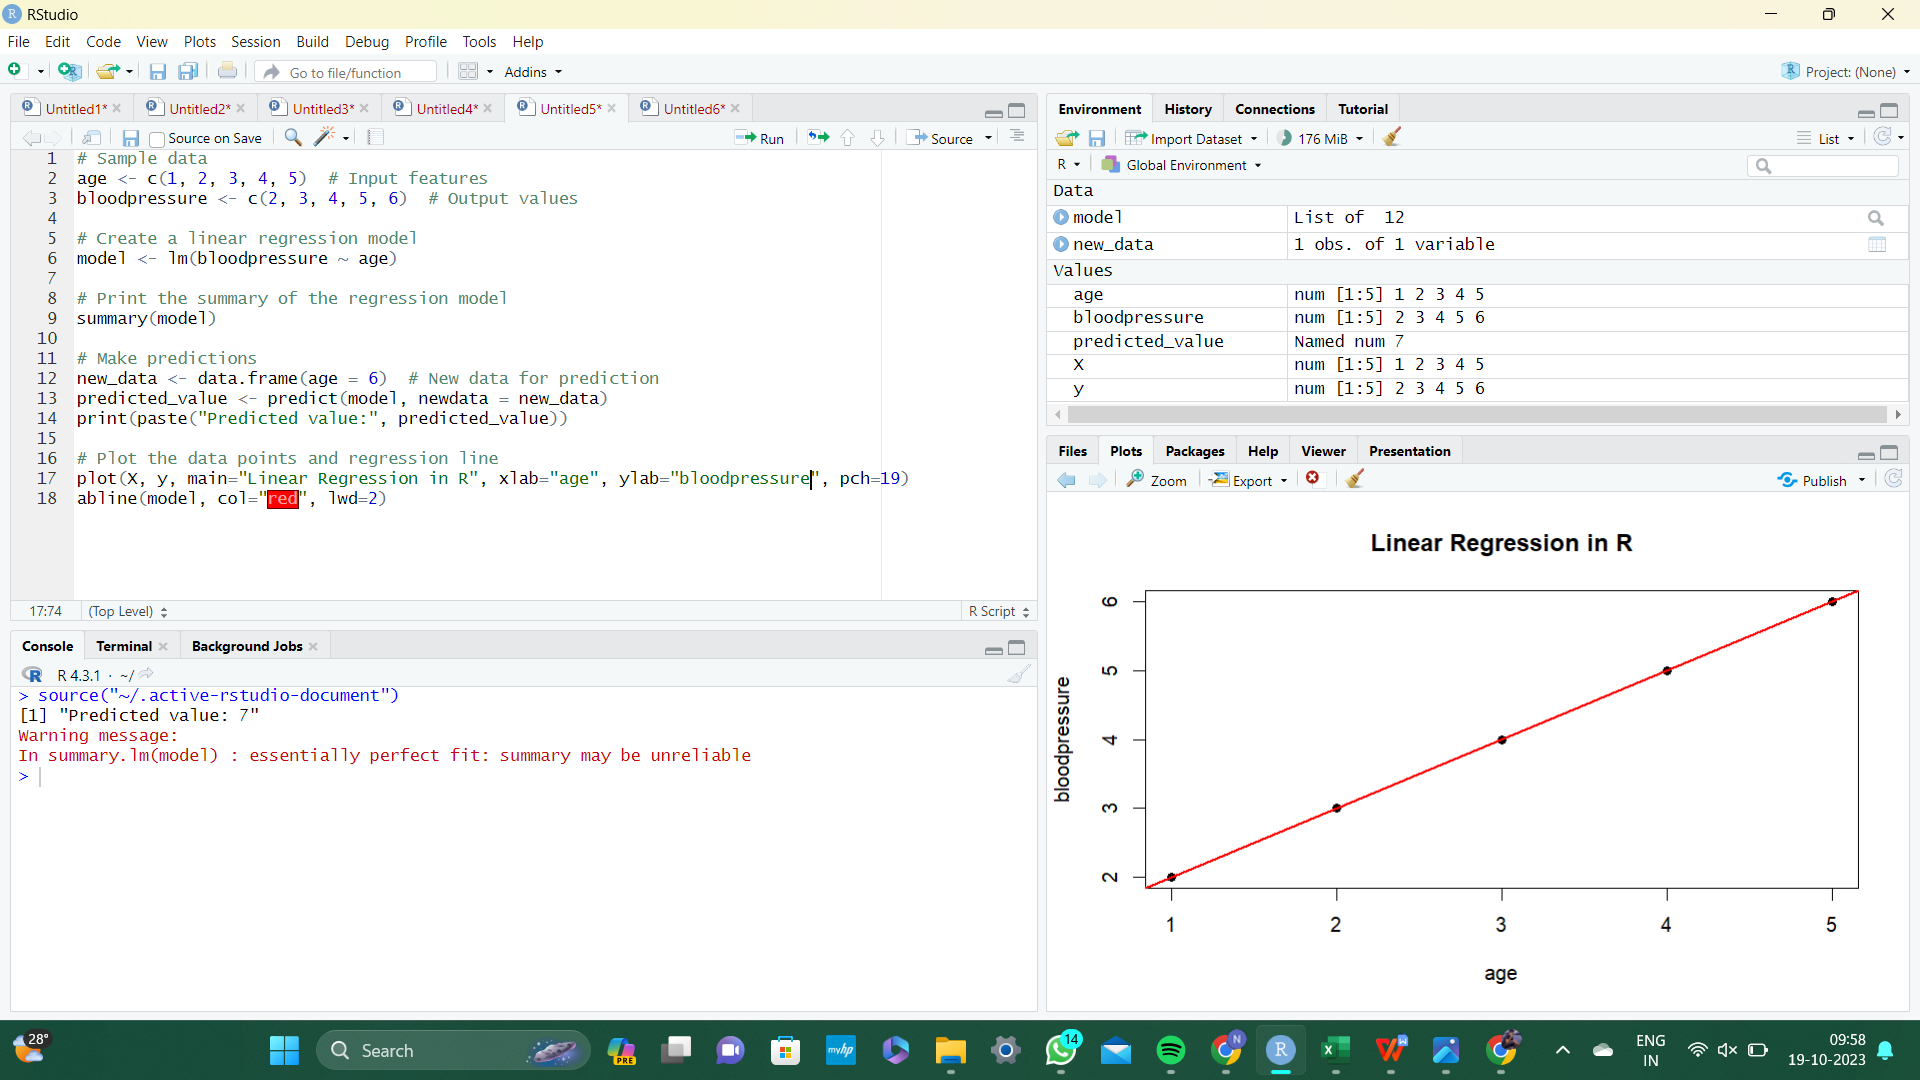 RStudio
File Edit Code View Plots Session Build Debug Profile Tools Help
Go to file/function Addins Project: (None)
Untitled1* Untitled2* Untitled3* Untitled4* Untitled5* Untitled6*
Source on Save Run Source
1 # Sample data
2 age <- c(1, 2, 3, 4, 5)  # Input features
3 bloodpressure <- c(2, 3, 4, 5, 6)  # Output values
4
5 # Create a linear regression model
6 model <- lm(bloodpressure ~ age)
7
8 # Print the summary of the regression model
9 summary(model)
10
11 # Make predictions
12 new_data <- data.frame(age = 6)  # New data for prediction
13 predicted_value <- predict(model, newdata = new_data)
14 print(paste("Predicted value:", predicted_value))
15
16 # Plot the data points and regression line
17 plot(X, y, main="Linear Regression in R", xlab="age", ylab="bloodpressure", pch=19)
18 abline(model, col="red", lwd=2)
17:74 (Top Level) R Script
Console Terminal Background Jobs
R 4.3.1 · ~/
> source("~/.active-rstudio-document")
[1] "Predicted value: 7"
Warning message:
In summary.lm(model) : essentially perfect fit: summary may be unreliable
>
Environment History Connections Tutorial
Import Dataset 176 MiB List
R Global Environment
Data
model List of  12
new_data 1 obs. of 1 variable
Values
age num [1:5] 1 2 3 4 5
bloodpressure num [1:5] 2 3 4 5 6
predicted_value Named num 7
X num [1:5] 1 2 3 4 5
y num [1:5] 2 3 4 5 6
Files Plots Packages Help Viewer Presentation
Zoom Export Publish
Linear Regression in R
bloodpressure
6
5
4
3
2
1 2 3 4 5
age
28°
Search
PRE
myhp
14
N
R
ENG
IN
09:58
19-10-2023